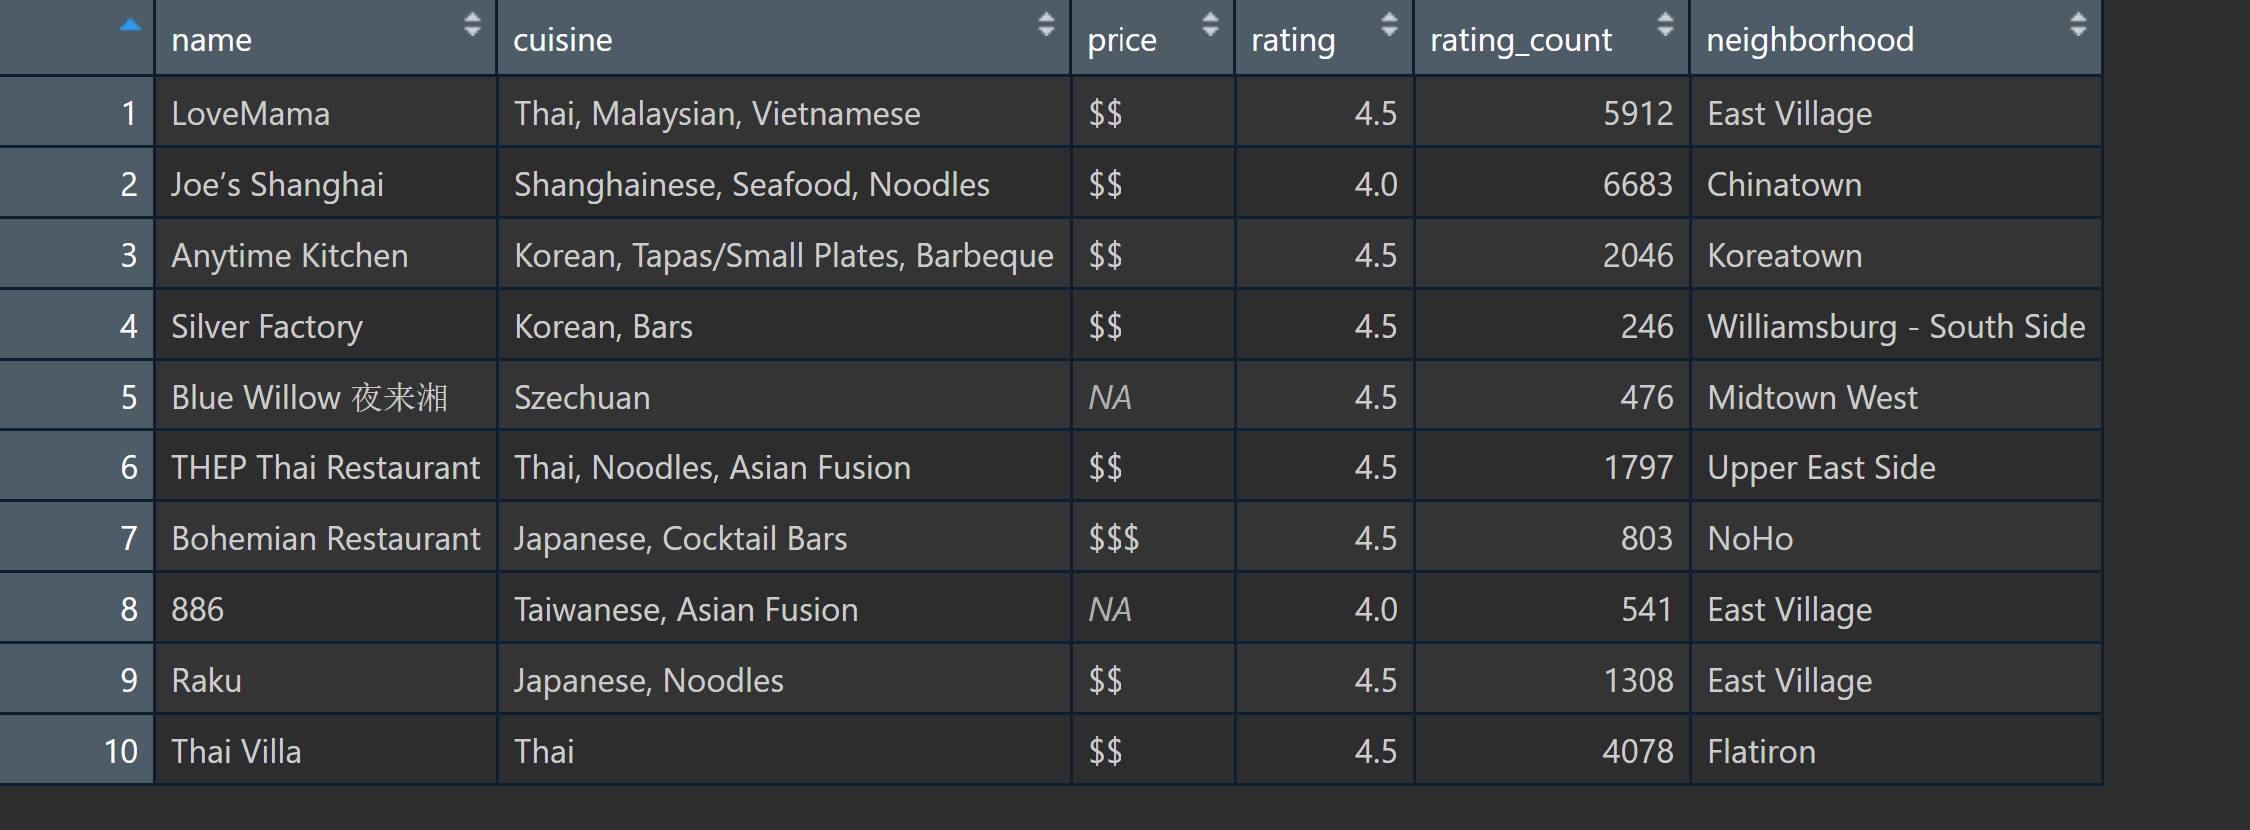 name cuisine price rating rating_count neighborhood
1 LoveMama Thai, Malaysian, Vietnamese $$ 4.5 5912 East Village
2 Joe’s Shanghai Shanghainese, Seafood, Noodles $$ 4.0 6683 Chinatown
3 Anytime Kitchen Korean, Tapas/Small Plates, Barbeque $$ 4.5 2046 Koreatown
4 Silver Factory Korean, Bars $$ 4.5 246 Williamsburg - South Side
5 Blue Willow 夜来湘 Szechuan NA 4.5 476 Midtown West
6 THEP Thai Restaurant Thai, Noodles, Asian Fusion $$ 4.5 1797 Upper East Side
7 Bohemian Restaurant Japanese, Cocktail Bars $$$ 4.5 803 NoHo
8 886 Taiwanese, Asian Fusion NA 4.0 541 East Village
9 Raku Japanese, Noodles $$ 4.5 1308 East Village
10 Thai Villa Thai $$ 4.5 4078 Flatiron